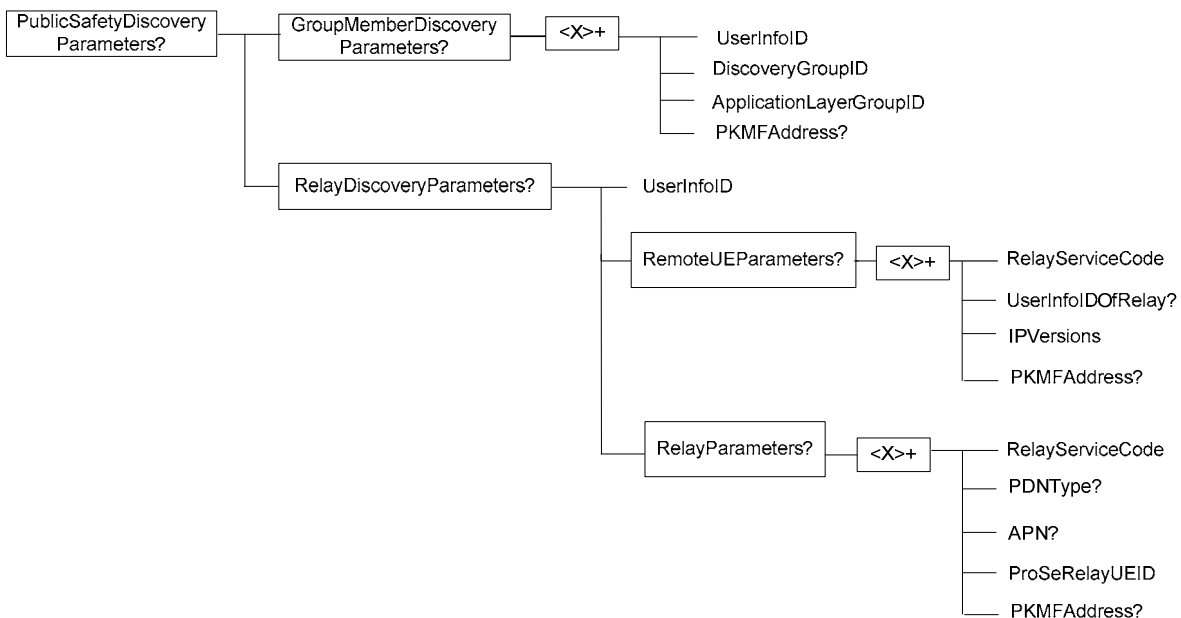 PublicSafetyDiscovery
Parameters?
GroupMemberDiscovery
Parameters?
<X>+
UserInfoID
DiscoveryGroupID
ApplicationLayerGroupID
PKMFAddress?
RelayDiscoveryParameters?
UserInfoID
RemoteUEParameters?
<X>+
RelayServiceCode
UserInfoIDOfRelay?
IPVersions
PKMFAddress?
RelayParameters?
<X>+
RelayServiceCode
PDNType?
APN?
ProSeRelayUEID
PKMFAddress?